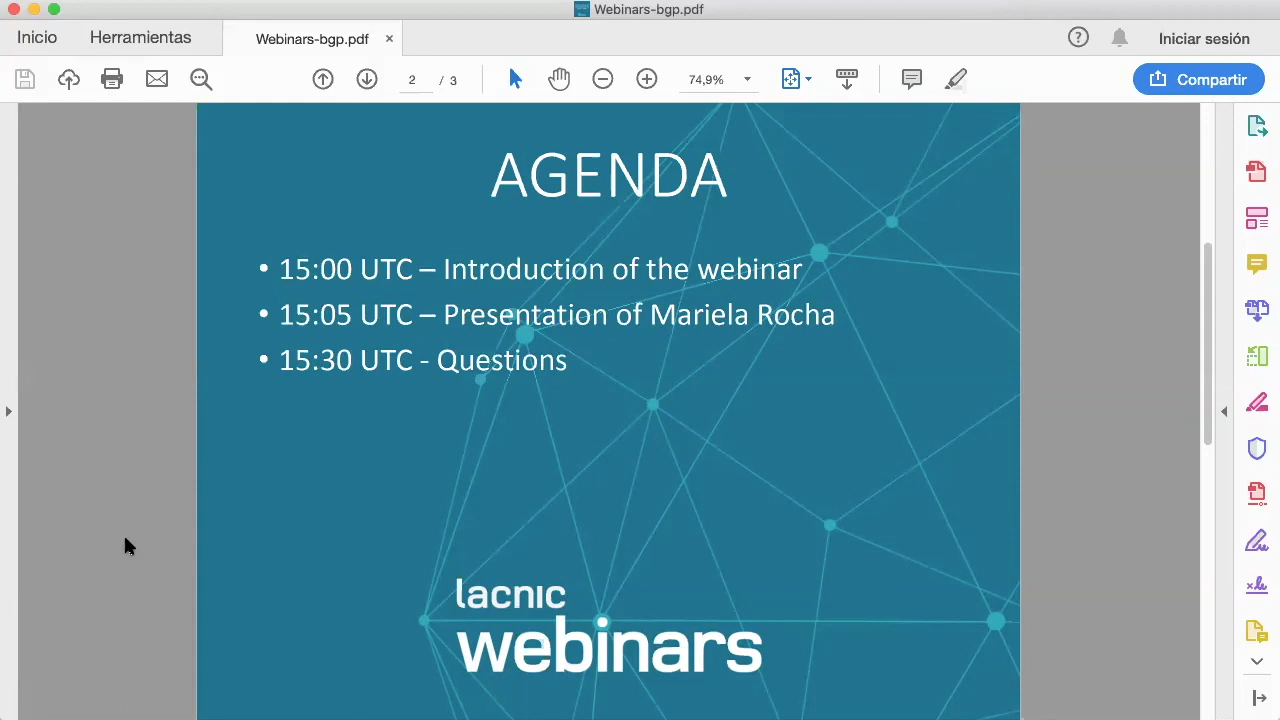 Webinars-bgp.pdf
Inicio
Herramientas
Webinars-bgp.pdf
Iniciar sesión
2 / 3
74,9%
Compartir
AGENDA
• 15:00 UTC – Introduction of the webinar
• 15:05 UTC – Presentation of Mariela Rocha
• 15:30 UTC - Questions
lacnic
webinars